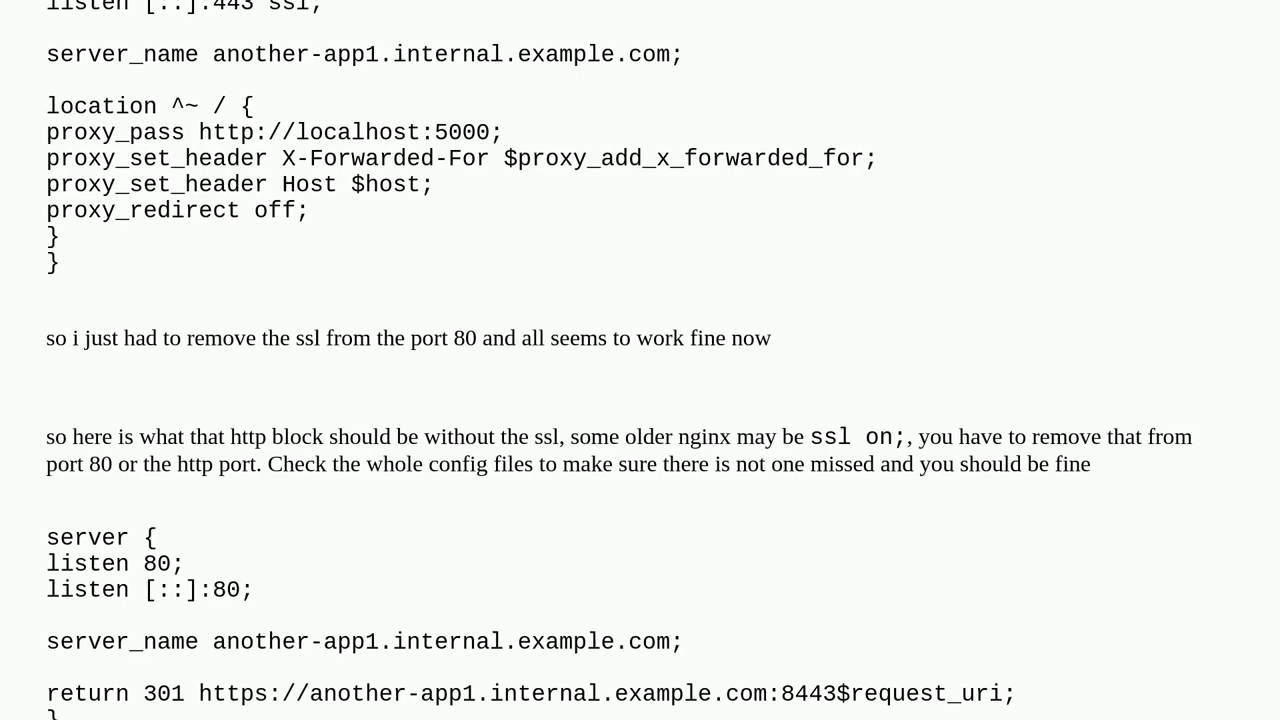 listen [::]:443 ssl;
server_name another-app1.internal.example.com;
location ^~ / {
proxy_pass http://localhost:5000;
proxy_set_header X-Forwarded-For $proxy_add_x_forwarded_for;
proxy_set_header Host $host;
proxy_redirect off;
}
}
so i just had to remove the ssl from the port 80 and all seems to work fine now
so here is what that http block should be without the ssl, some older nginx may be ssl on;, you have to remove that from
port 80 or the http port. Check the whole config files to make sure there is not one missed and you should be fine
server {
listen 80;
listen [::]:80;
server_name another-app1.internal.example.com;
return 301 https://another-app1.internal.example.com:8443$request_uri;
}